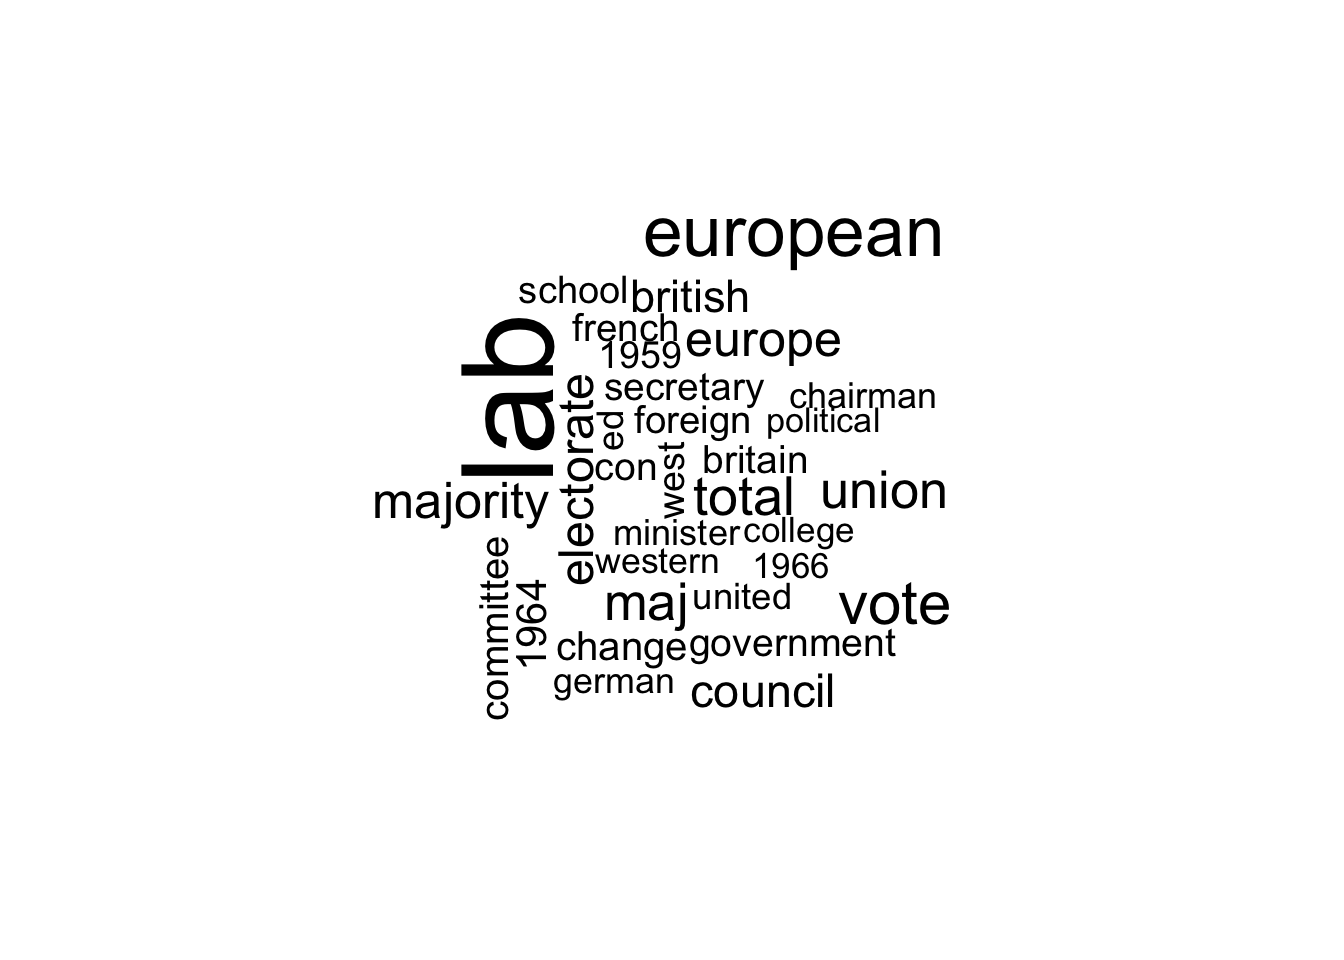 european
school
british
french
europe
1959
lab
secretary
chairman
electorate
ed
foreign
political
con
west
britain
majority
total
union
minister
college
western
1966
committee
1964
maj
united
vote
change
government
german
council